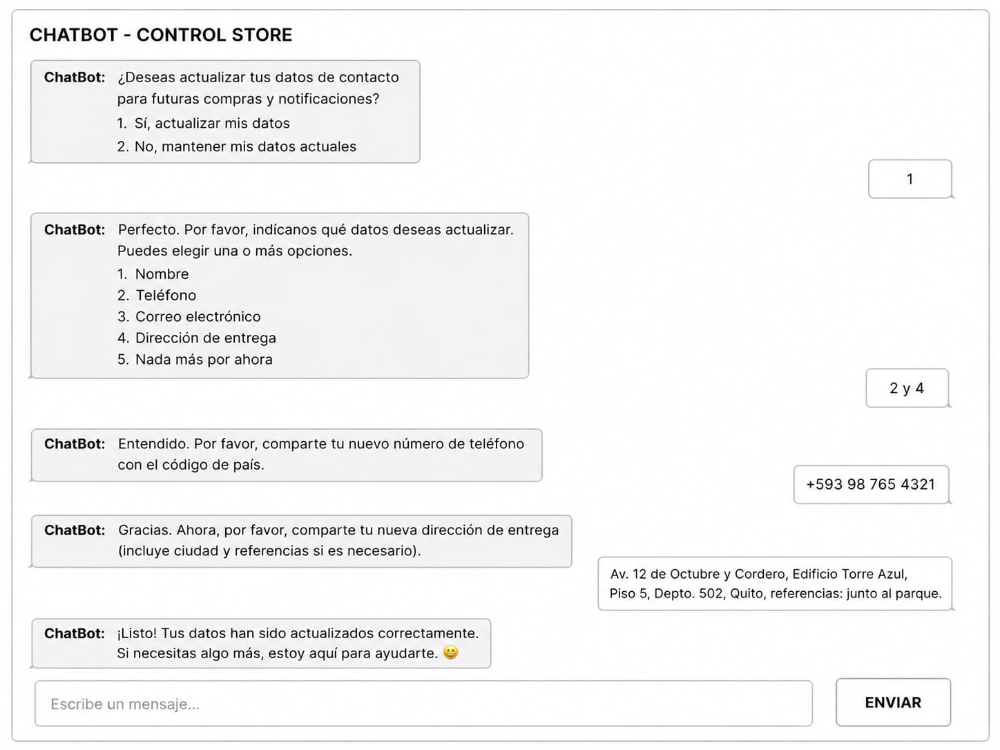 CHATBOT - CONTROL STORE
ChatBot: ¿Deseas actualizar tus datos de contacto
para futuras compras y notificaciones?
1. Sí, actualizar mis datos
2. No, mantener mis datos actuales
1
ChatBot: Perfecto. Por favor, indícanos qué datos deseas actualizar.
Puedes elegir una o más opciones.
1. Nombre
2. Teléfono
3. Correo electrónico
4. Dirección de entrega
5. Nada más por ahora
2 y 4
ChatBot: Entendido. Por favor, comparte tu nuevo número de teléfono
con el código de país.
+593 98 765 4321
ChatBot: Gracias. Ahora, por favor, comparte tu nueva dirección de entrega
(incluye ciudad y referencias si es necesario).
Av. 12 de Octubre y Cordero, Edificio Torre Azul,
Piso 5, Depto. 502, Quito, referencias: junto al parque.
ChatBot: ¡Listo! Tus datos han sido actualizados correctamente.
Si necesitas algo más, estoy aquí para ayudarte. 😀
Escribe un mensaje...
ENVIAR